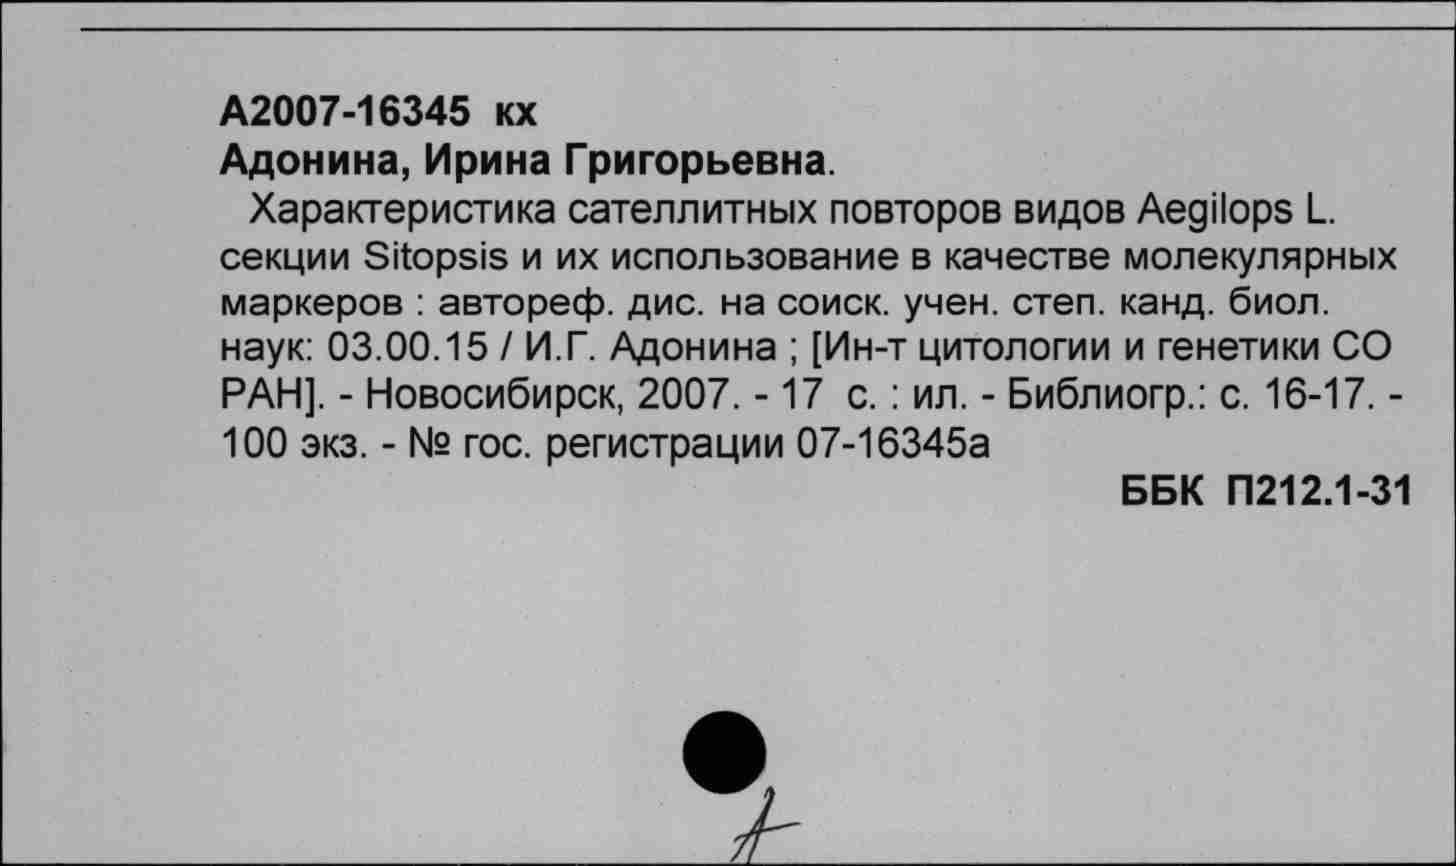 А2007-16345 кх
Адонина, Ирина Григорьевна.
Характеристика сателлитных повторов видов Aegilops L.
секции Sitopsis и их использование в качестве молекулярных
маркеров : автореф. дис. на соиск. учен. степ. канд. биол.
наук: 03.00.15 / И.Г. Адонина ; [Ин-т цитологии и генетики СО
РАН]. - Новосибирск, 2007. - 17 с. : ил. - Библиогр.: с. 16-17. -
100 экз. - № гос. регистрации 07-16345а
ББК П212.1-31
А